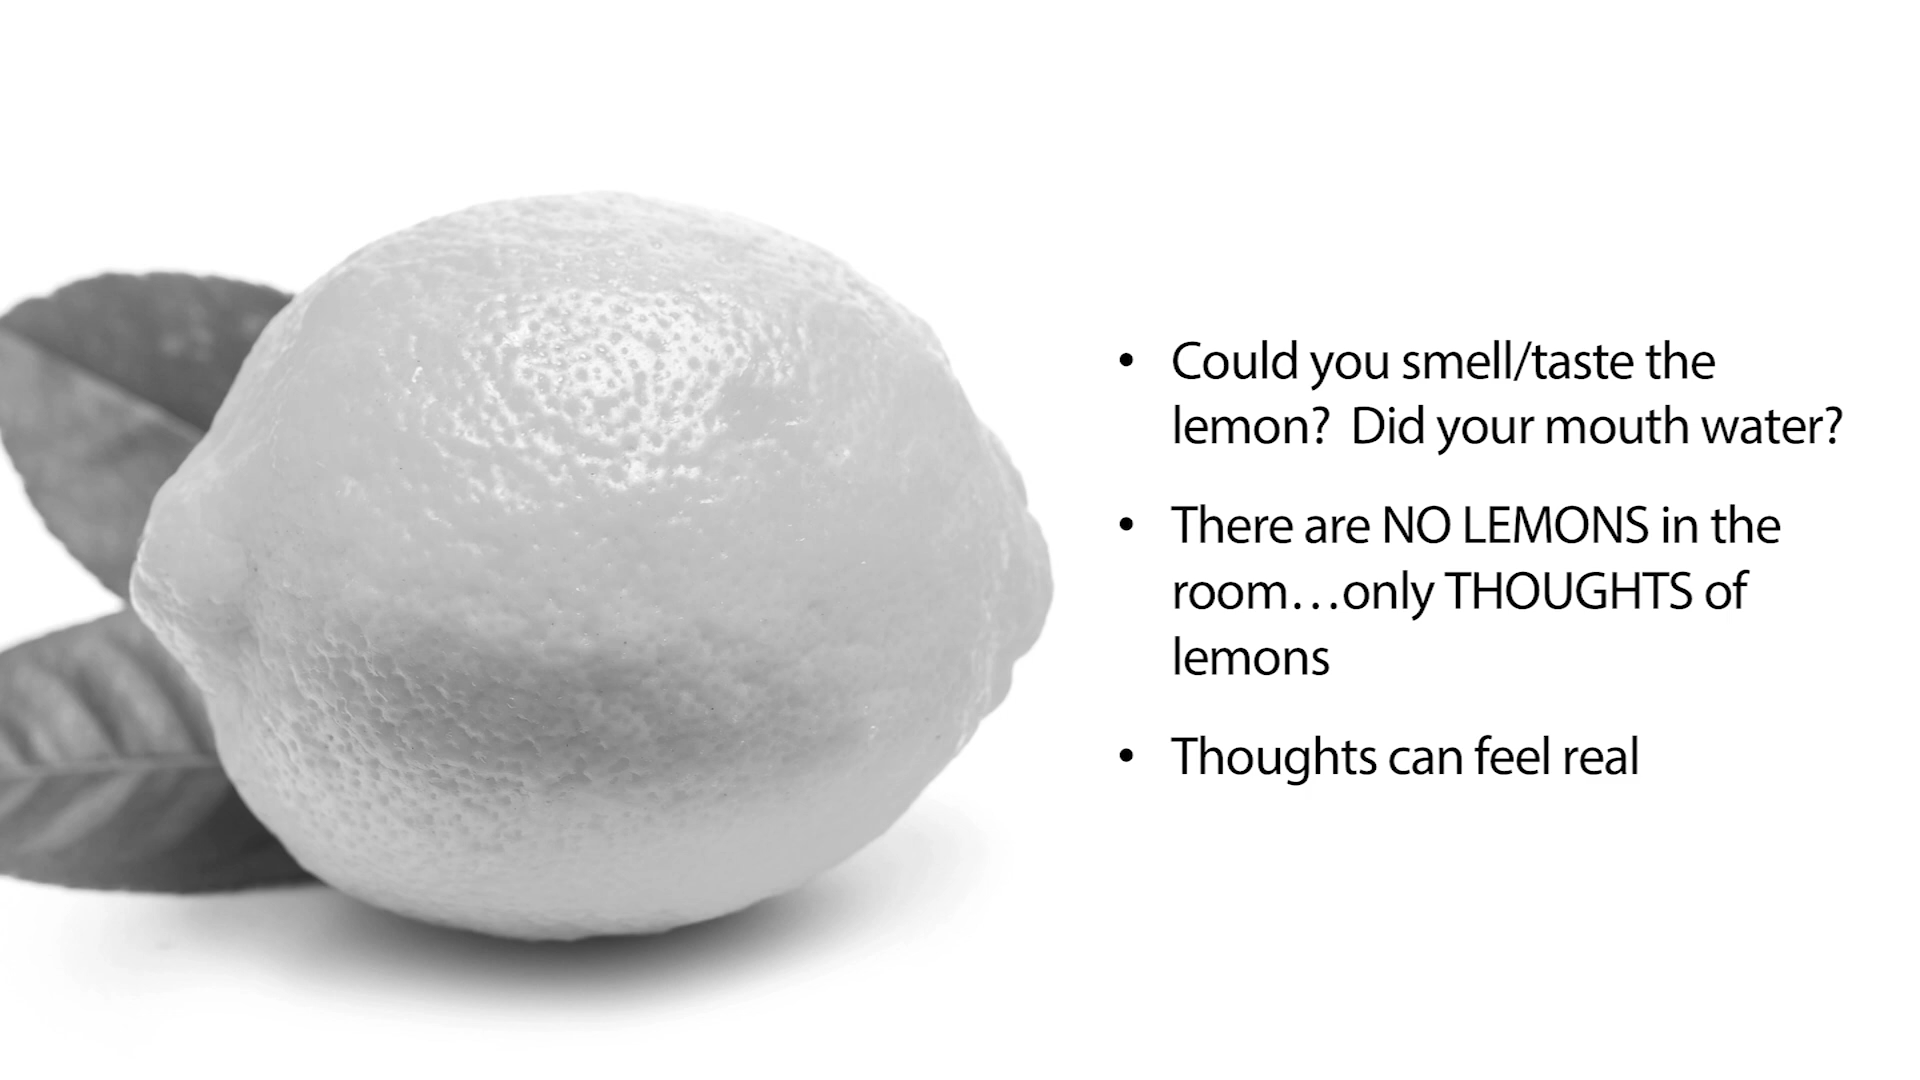 • Could you smell/taste the
lemon?  Did your mouth water?
• There are NO LEMONS in the
room…only THOUGHTS of
lemons
• Thoughts can feel real